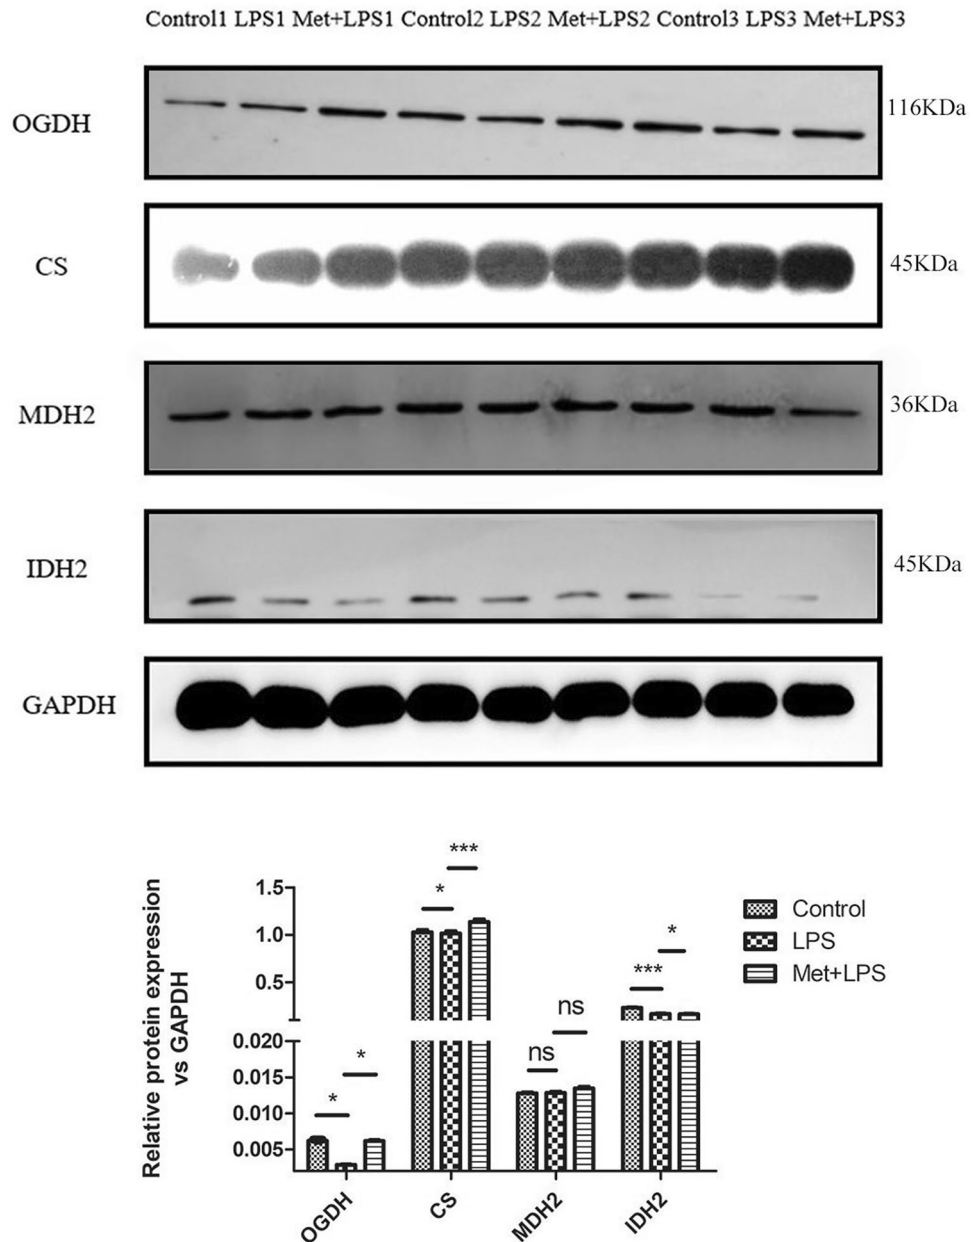 Control1 LPS1 Met+LPS1 Control2 LPS2 Met+LPS2 Control3 LPS3 Met+LPS3
OGDH 116KDa
CS 45KDa
MDH2 36KDa
IDH2 45KDa
GAPDH
Relative protein expression
vs GAPDH
1.5
1.0
0.5
0.020
0.015
0.010
0.005
*
*
*
***
ns
ns
***
*
OGDH
CS
MDH2
IDH2
Control
LPS
Met+LPS